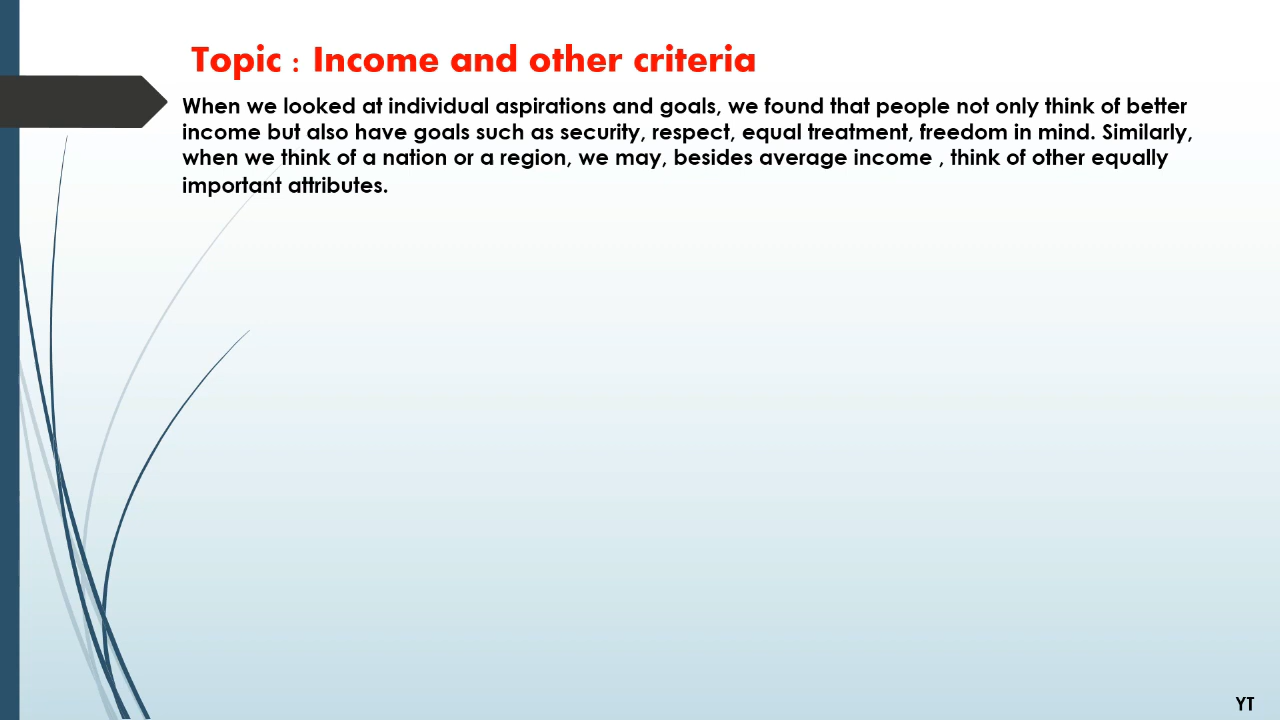 Topic : Income and other criteria
When we looked at individual aspirations and goals, we found that people not only think of better
income but also have goals such as security, respect, equal treatment, freedom in mind. Similarly,
when we think of a nation or a region, we may, besides average income , think of other equally
important attributes.
YT